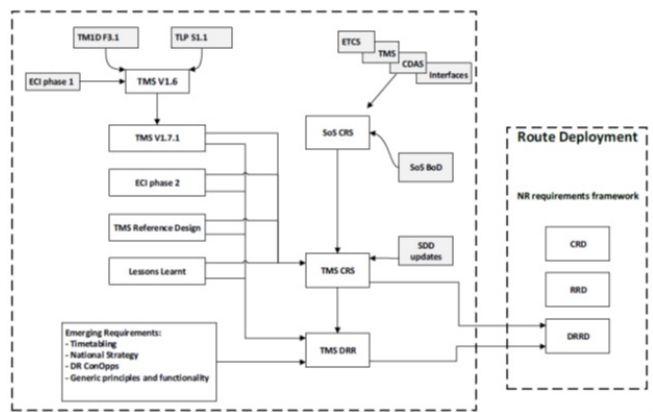 TM1D F3.1
TLP S1.1
ECI phase 1
TMS V1.6
TMS V1.7.1
ECI phase 2
TMS Reference Design
Lessons Learnt
Emerging Requirements:
- Timetabling
- National Strategy
- DR ConOpps
- Generic principles and functionality
ETCS
TMS
CDAS
Interfaces
SoS CRS
SoS BoD
SDD
updates
TMS CRS
TMS DRR
Route Deployment
NR requirements framework
CRD
RRD
DRRD